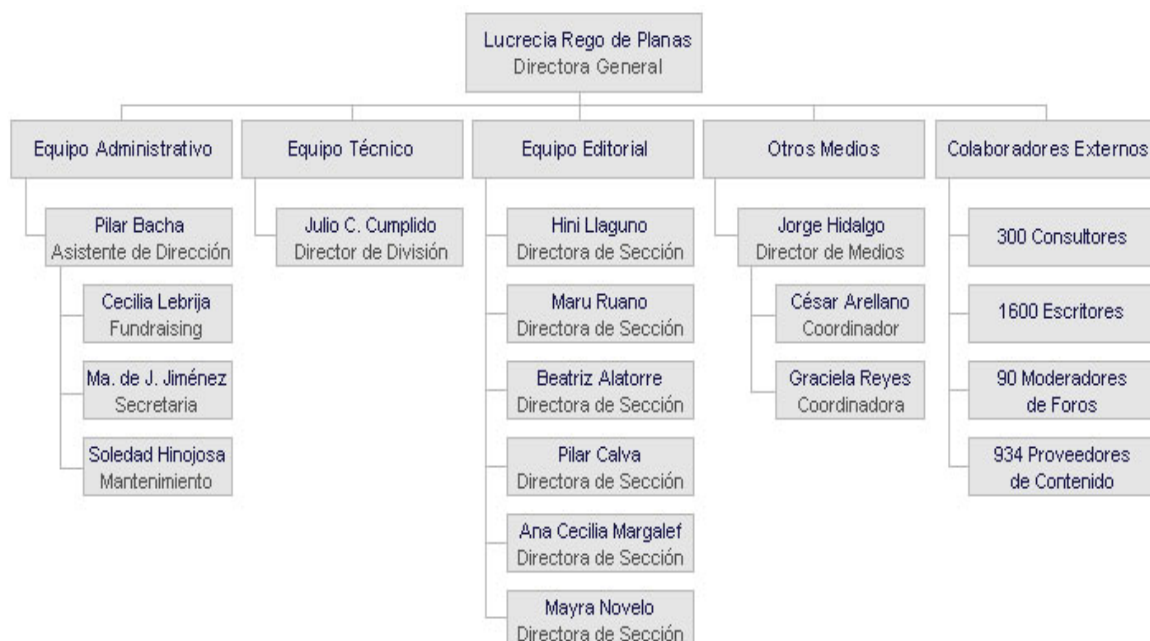 Lucrecia Rego de Planas
Directora General
Equipo Administrativo
Equipo Técnico
Equipo Editorial
Otros Medios
Colaboradores Externos
Pilar Bacha
Asistente de Dirección
Cecilia Lebrija
Fundraising
Ma. de J. Jiménez
Secretaria
Soledad Hinojosa
Mantenimiento
Julio C. Cumplido
Director de División
Hini Llaguno
Directora de Sección
Maru Ruano
Directora de Sección
Beatriz Alatorre
Directora de Sección
Pilar Calva
Directora de Sección
Ana Cecilia Margalef
Directora de Sección
Mayra Novelo
Directora de Sección
Jorge Hidalgo
Director de Medios
César Arellano
Coordinador
Graciela Reyes
Coordinadora
300 Consultores
1600 Escritores
90 Moderadores
de Foros
934 Proveedores
de Contenido